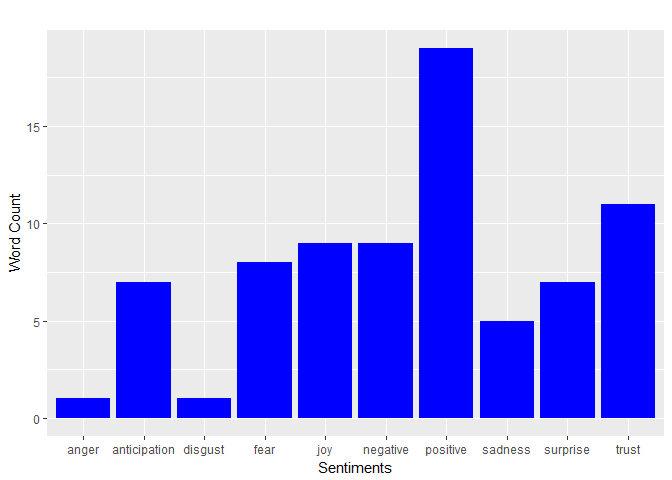 Word Count
15
10
5
0
anger anticipation disgust fear joy negative positive sadness surprise trust
Sentiments